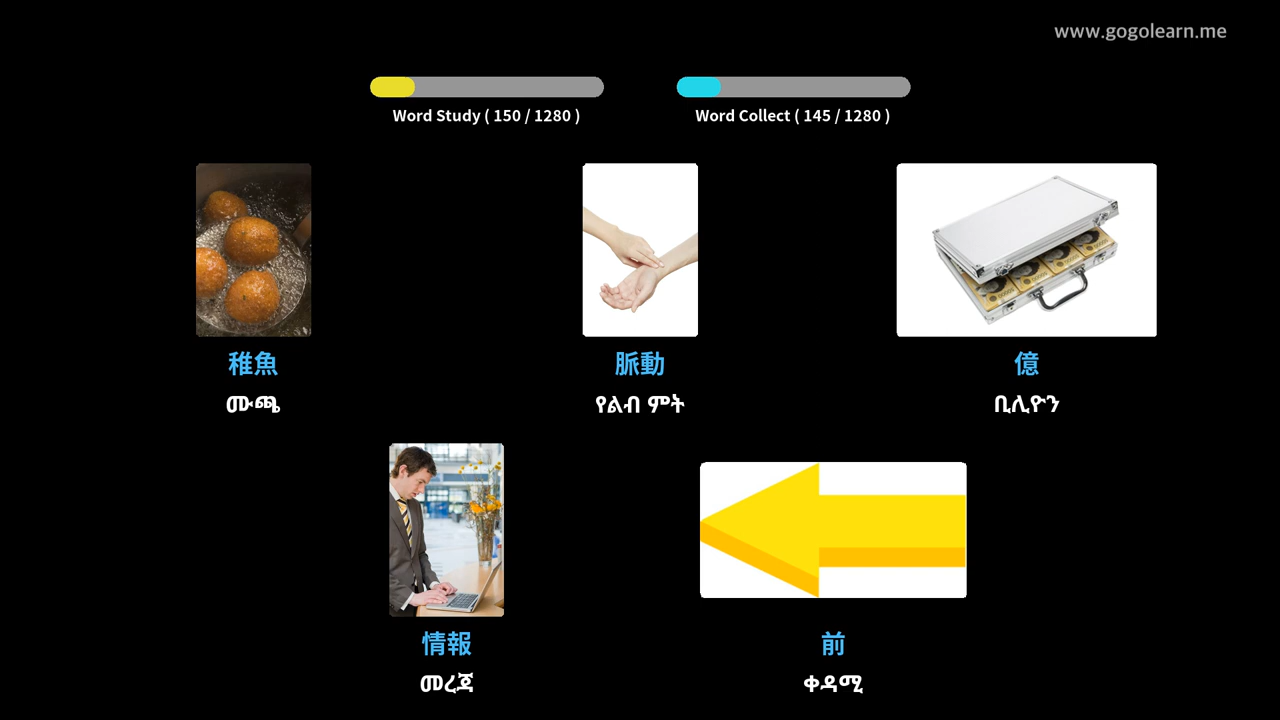 www.gogolearn.me
Word Study ( 150 / 1280 )
Word Collect ( 145 / 1280 )
稚魚
ሙጫ
脈動
የልብ ምት
億
ቢሊዮን
情報
መረጃ
前
ቀዳሚ